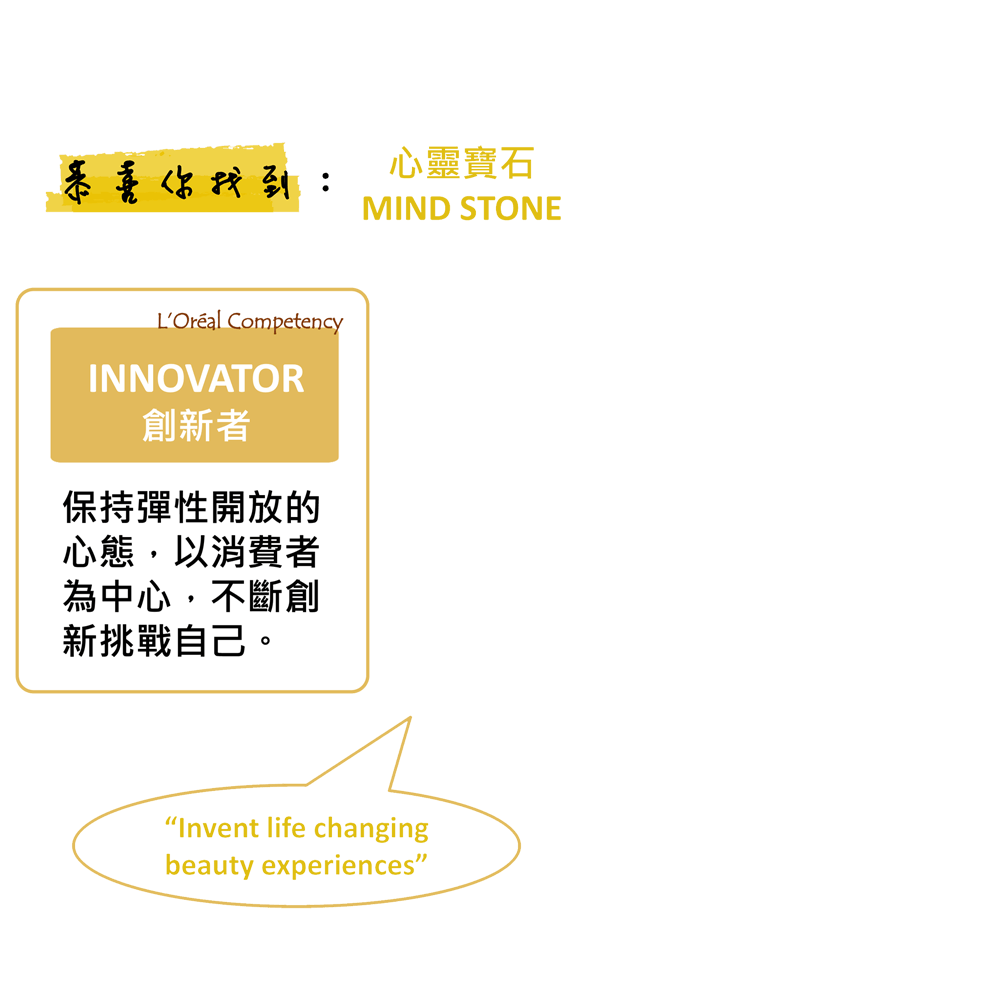 恭喜你找到：
心靈寶石
MIND STONE
L’Oréal Competency
INNOVATOR
創新者
保持彈性開放的
心態，以消費者
為中心，不斷創
新挑戰自己。
“Invent life changing
beauty experiences”